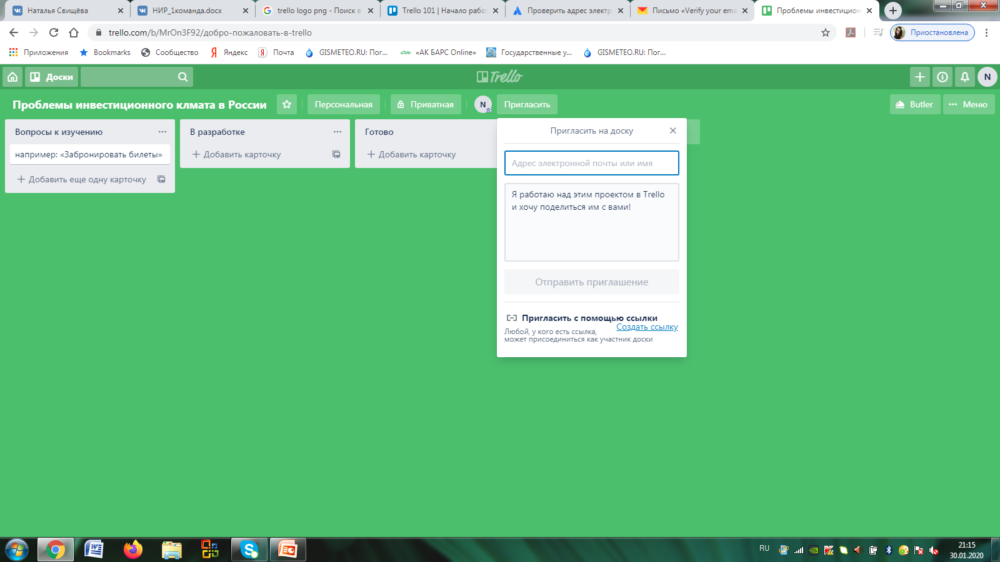 Наталья Свищёва
НИР_1команда.docx
trello logo png - Поиск в
Trello 101 | Начало работ
Проверить адрес электр
Письмо «Verify your ema
Проблемы инвестицион
trello.com/b/MrOn3F92/добро-пожаловать-в-trello
Приостановлена
Приложения
Bookmarks
Сообщество
Яндекс
Почта
GISMETEO.RU: Пог...
«АК БАРС Online»
Государственные у...
GISMETEO.RU: Пог...
Доски
Trello
N
Проблемы инвестиционного клмата в России
Персональная
Приватная
N
Пригласить
Butler
Меню
Вопросы к изучению
например: «Забронировать билеты»
Добавить еще одну карточку
В разработке
Добавить карточку
Готово
Добавить карточку
Пригласить на доску
Адрес электронной почты или имя
Я работаю над этим проектом в Trello
и хочу поделиться им с вами!
Отправить приглашение
Пригласить с помощью ссылки
Создать ссылку
Любой, у кого есть ссылка,
может присоединиться как участник доски
RU
21:15
30.01.2020